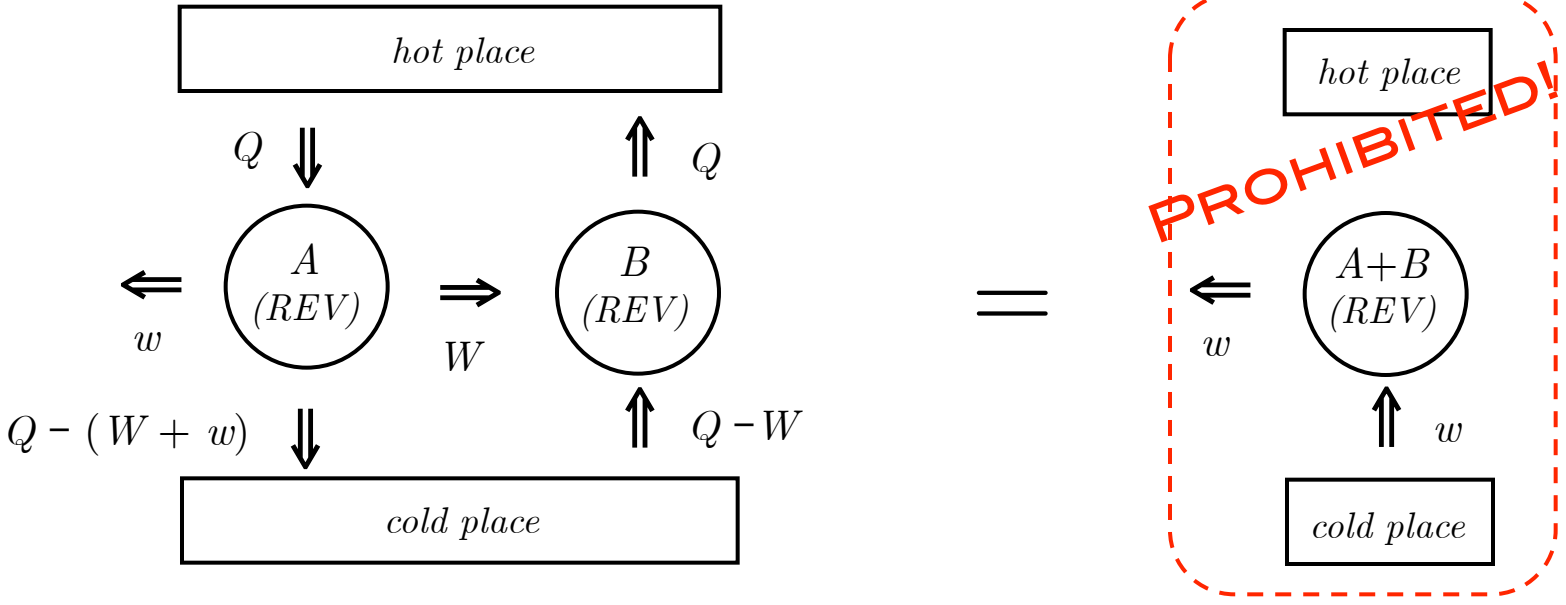 hot place
Q
Q
A
(REV)
B
(REV)
w
W
Q - (W + w)
Q - W
cold place
=
hot place
PROHIBITED!
A+B
(REV)
w
w
cold place